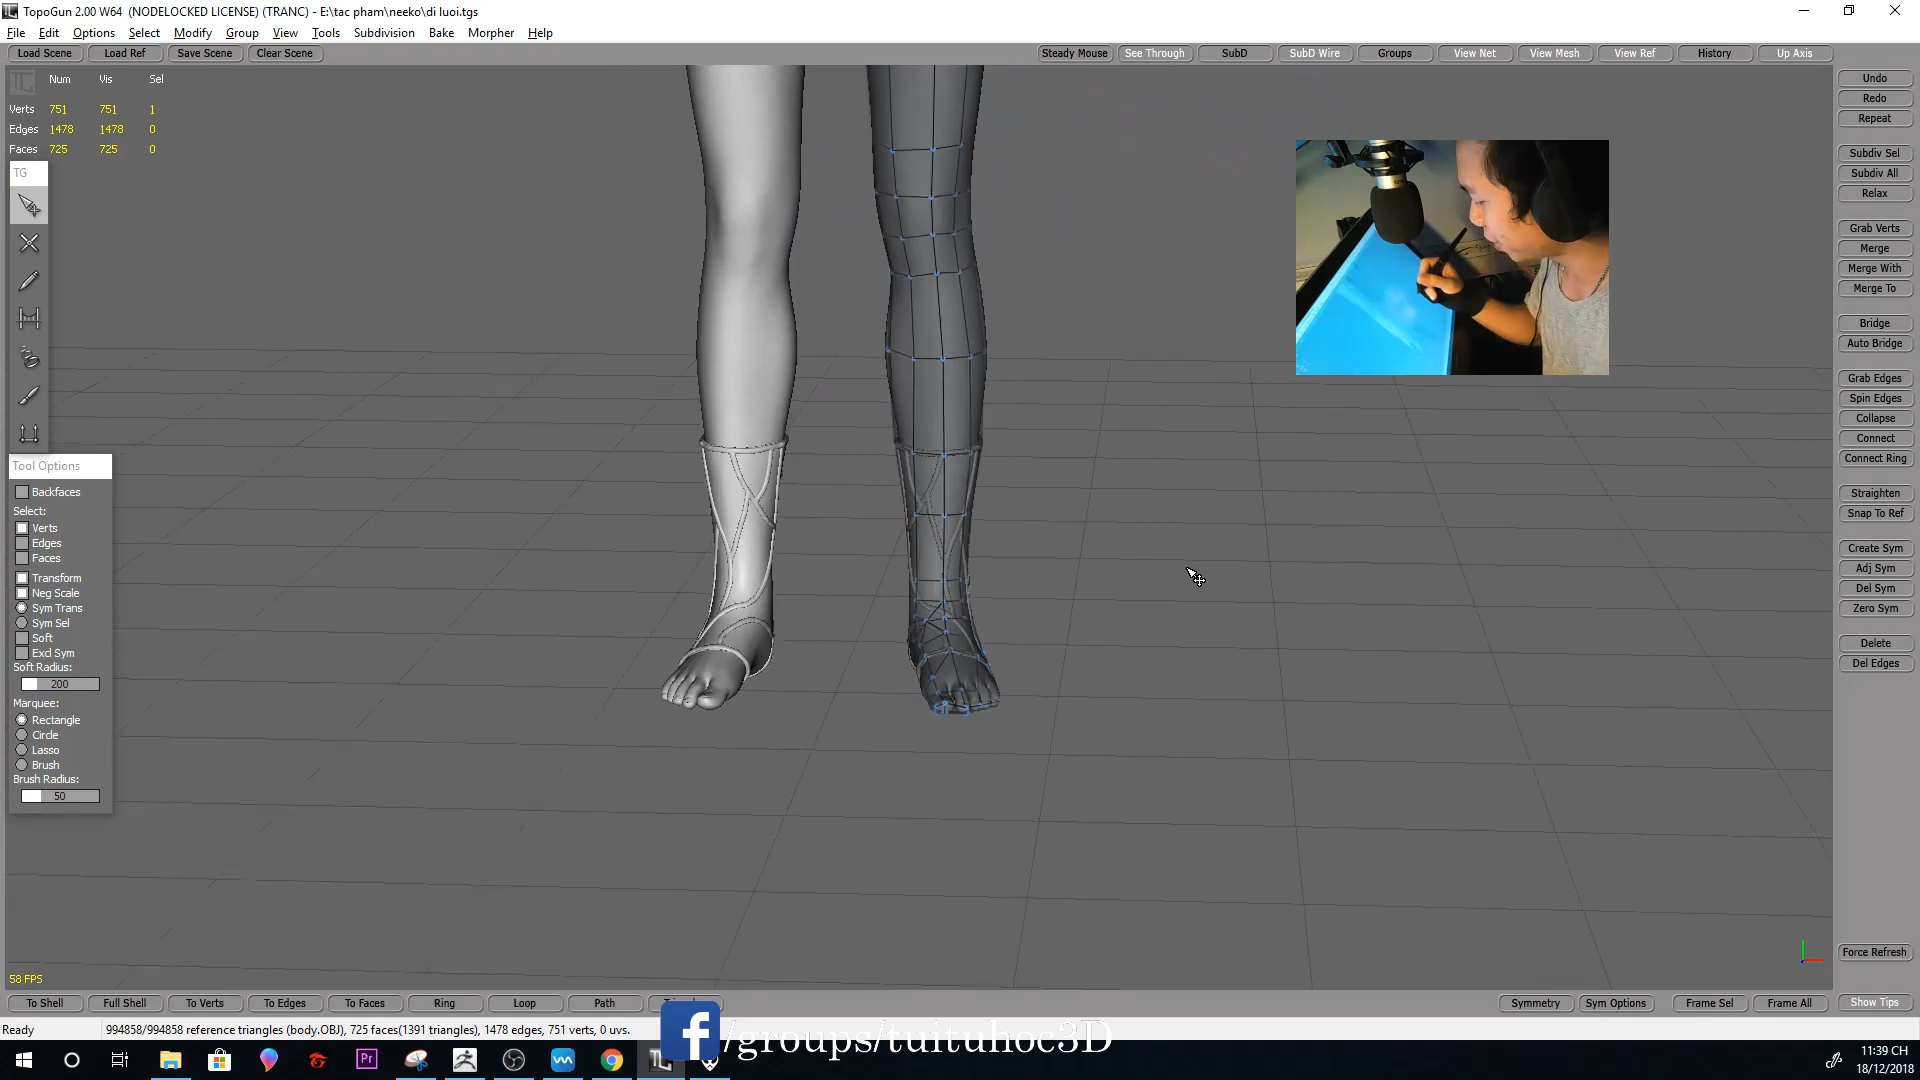 TopoGun 2.00 W64 (NODELOCKED LICENSE) (TRANC) - E:\tac pham\neeko\di luoi.tgs
File Edit Options Select Modify Group View Tools Subdivision Bake Morpher Help
Load Scene Load Ref Save Scene Clear Scene Steady Mouse See Through SubD SubD Wire Groups View Net View Mesh View Ref History Up Axis
Num Vis Sel
Verts 751 751 1
Edges 1478 1478 0
Faces 725 725 0
TG
Tool Options
Backfaces
Select:
Verts
Edges
Faces
Transform
Neg Scale
Sym Trans
Sym Sel
Soft
Excl Sym
Soft Radius:
200
Marquee:
Rectangle
Circle
Lasso
Brush
Brush Radius:
50
Undo
Redo
Repeat
Subdiv Sel
Subdiv All
Relax
Grab Verts
Merge
Merge With
Merge To
Bridge
Auto Bridge
Grab Edges
Spin Edges
Collapse
Connect
Connect Ring
Straighten
Snap To Ref
Create Sym
Adj Sym
Del Sym
Zero Sym
Delete
Del Edges
Force Refresh
Show Tips
58 FPS
To Shell Full Shell To Verts To Edges To Faces Ring Loop Path Symmetry Sym Options Frame Sel Frame All
Ready 994858/994858 reference triangles (body.OBJ), 725 faces(1391 triangles), 1478 edges, 751 verts, 0 uvs.
f /groups/tuituhoc3D
Pr
11:39 CH
18/12/2018